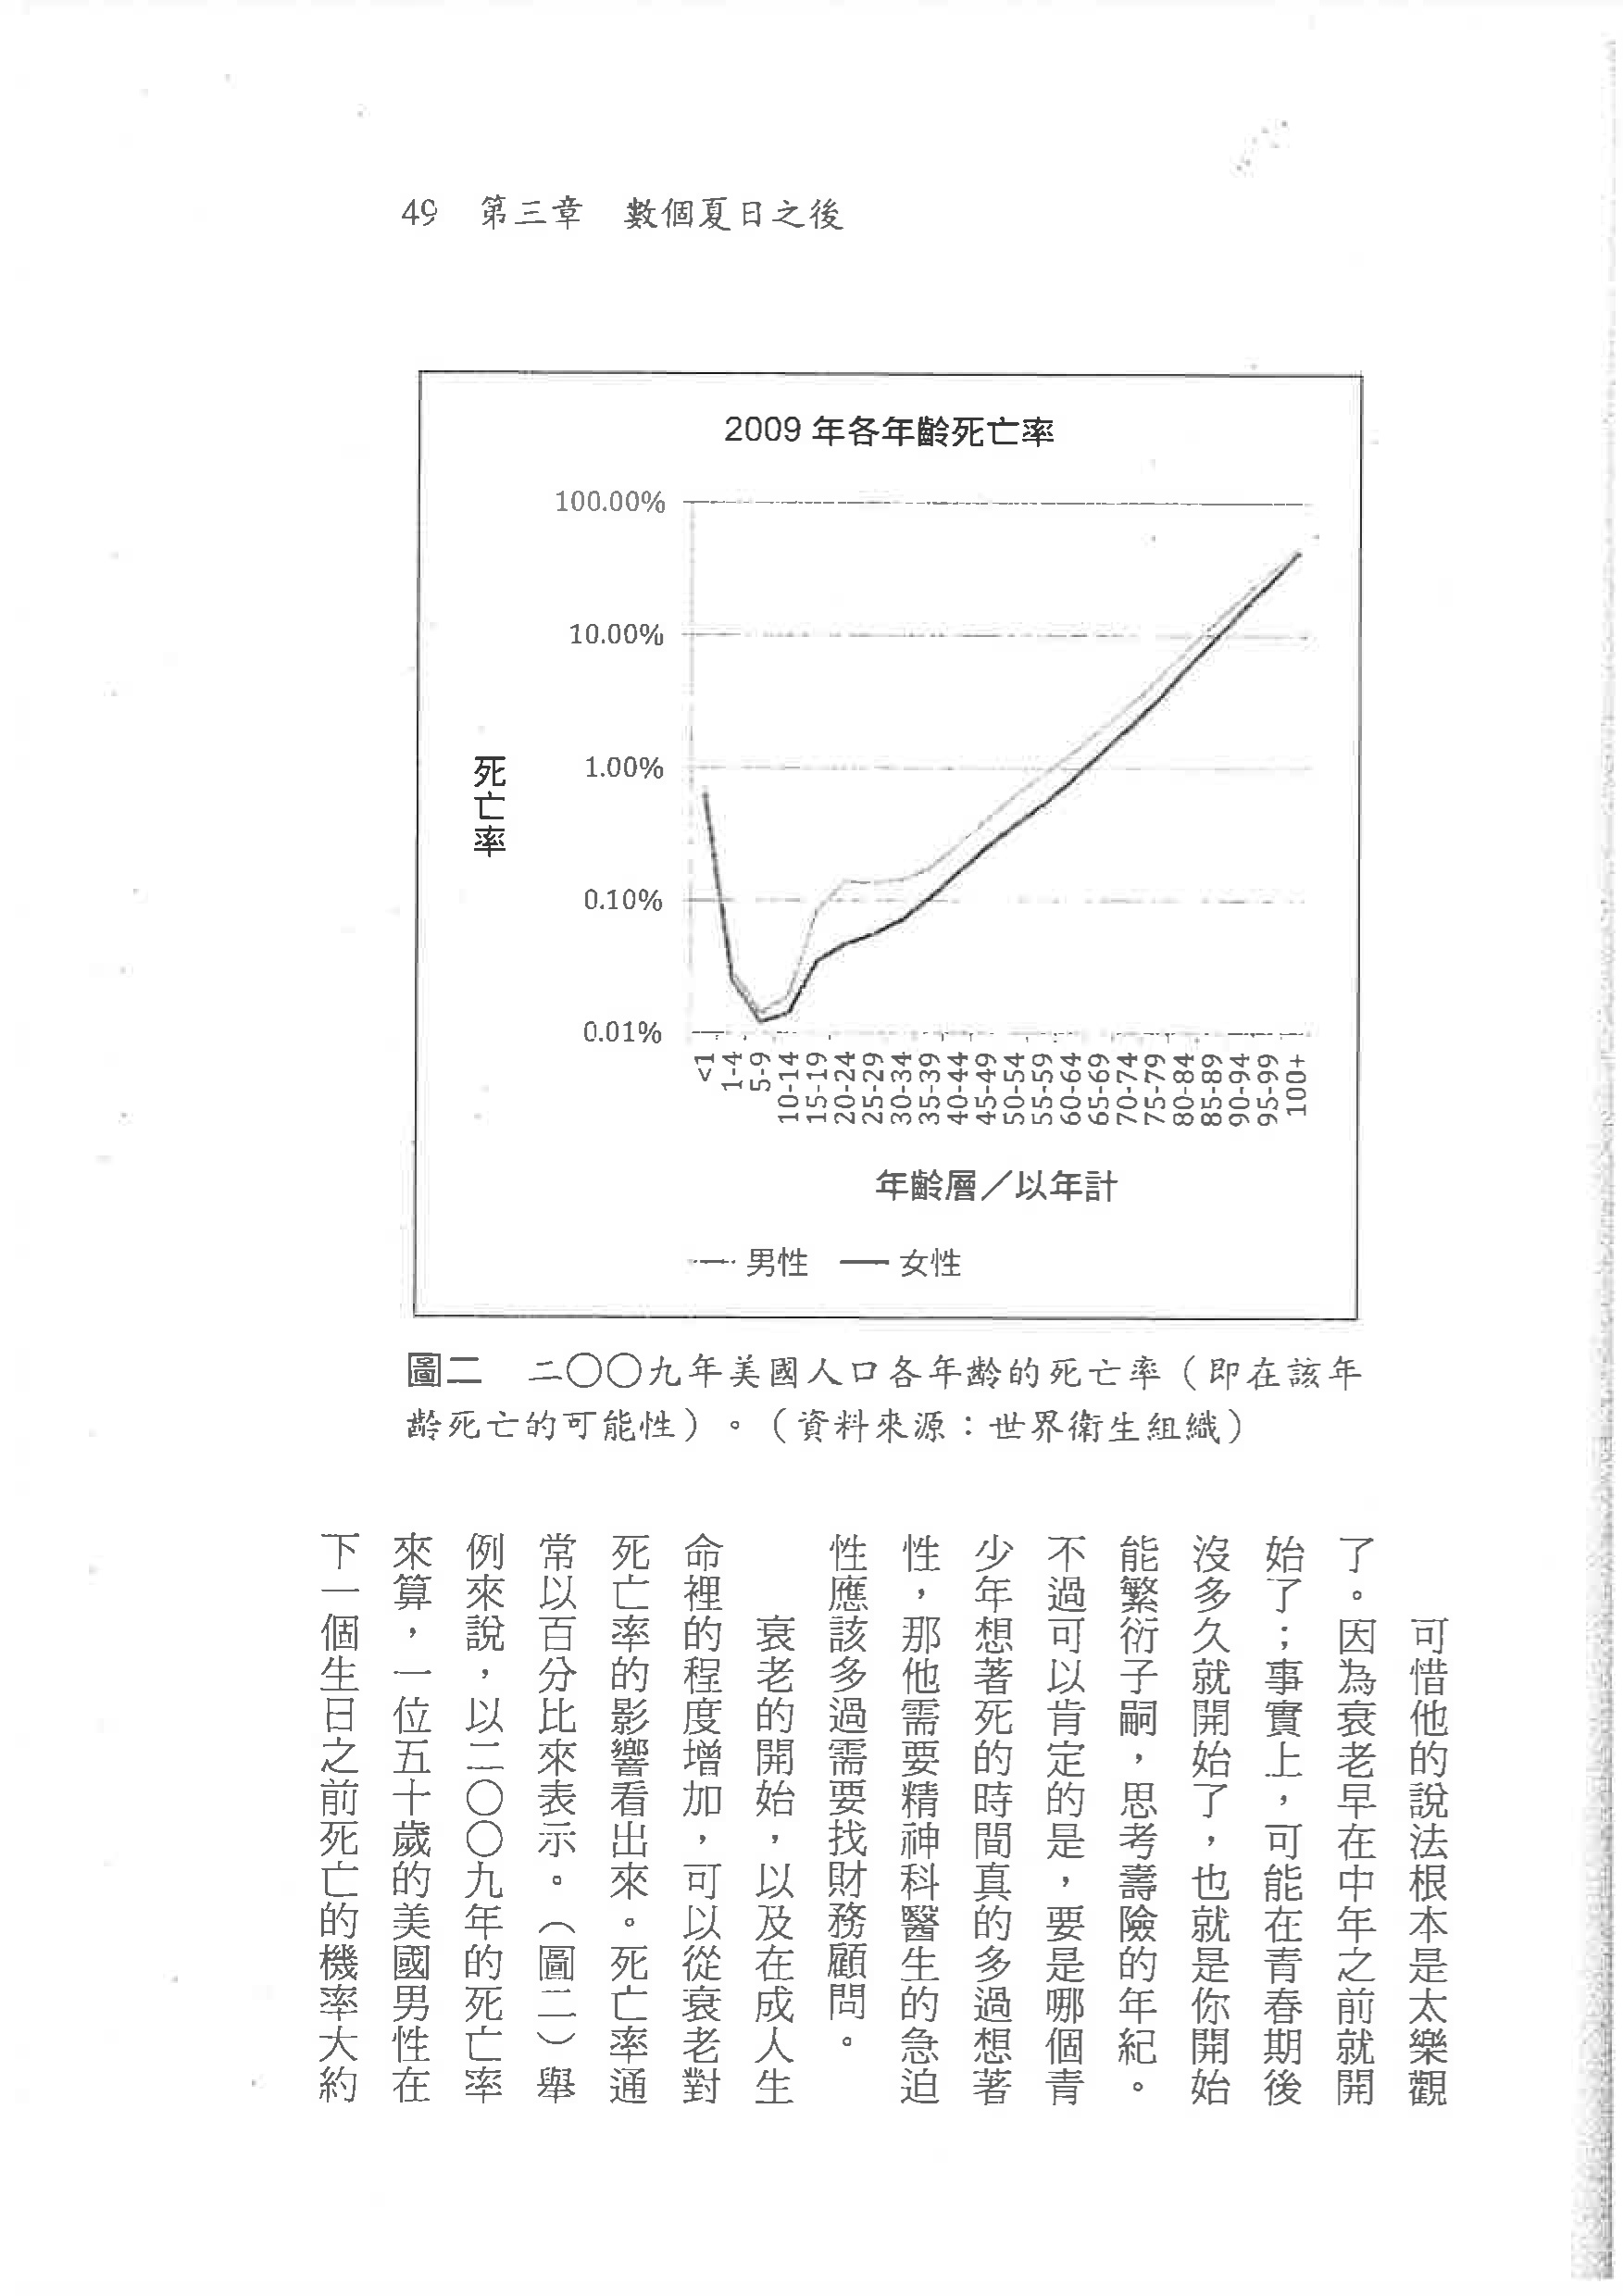 49 第三章 數個夏日之後
2009 年各年齡死亡率
100.00%
10.00%
1.00%
0.10%
0.01%
死亡率
<1
1-4
5-9
10-14
15-19
20-24
25-29
30-34
35-39
40-44
45-49
50-54
55-59
60-64
65-69
70-74
75-79
80-84
85-89
90-94
95-99
100+
年齡層／以年計
男性 女性
圖二 二〇〇九年美國人口各年齡的死亡率（即在該年
齡死亡的可能性）。（資料來源：世界衛生組織）
可惜他的說法根本是太樂觀
了。因為衰老早在中年之前就開
始了；事實上，可能在青春期後
沒多久就開始了，也就是你開始
能繁衍子嗣，思考壽險的年紀。
不過可以肯定的是，要是哪個青
少年想著死的時間真的多過想著
性，那他需要精神科醫生的急迫
性應該多過需要找財務顧問。
衰老的開始，以及在成人生
命裡的程度增加，可以從衰老對
死亡率的影響看出來。死亡率通
常以百分比來表示。（圖二）舉
例來說，以二〇〇九年的死亡率
來算，一位五十歲的美國男性在
下一個生日之前死亡的機率大約